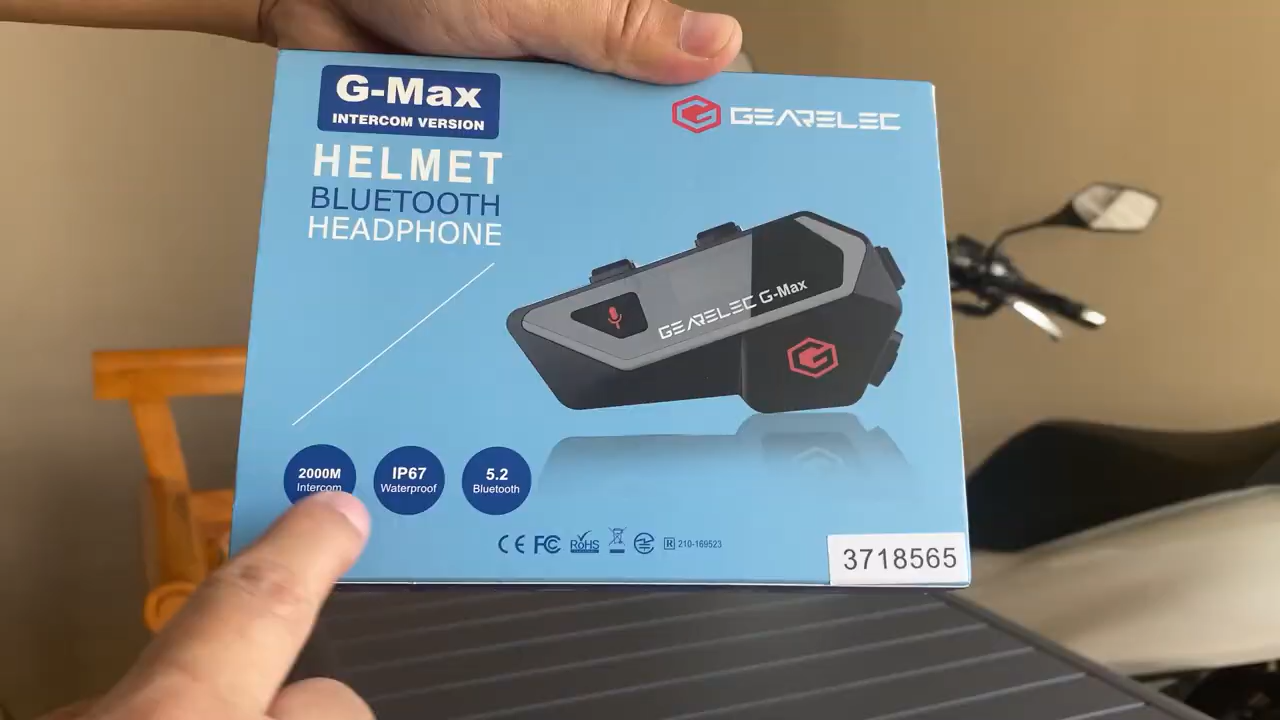 G-Max
INTERCOM VERSION
GEARELEC
HELMET
BLUETOOTH
HEADPHONE
GEARELEC G-Max
2000M
Intercom
IP67
Waterproof
5.2
Bluetooth
CE FC RoHS R 210-169523
3718565